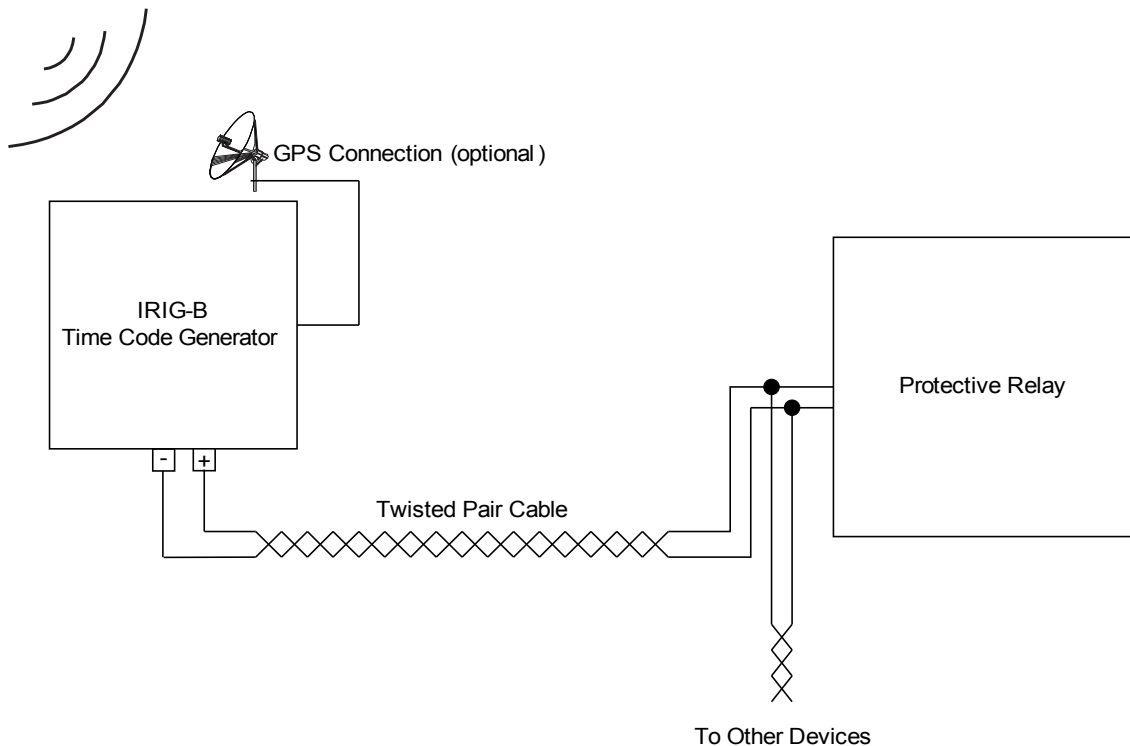 GPS Connection (optional)
IRIG-B
Time Code Generator
Protective Relay
- +
Twisted Pair Cable
To Other Devices